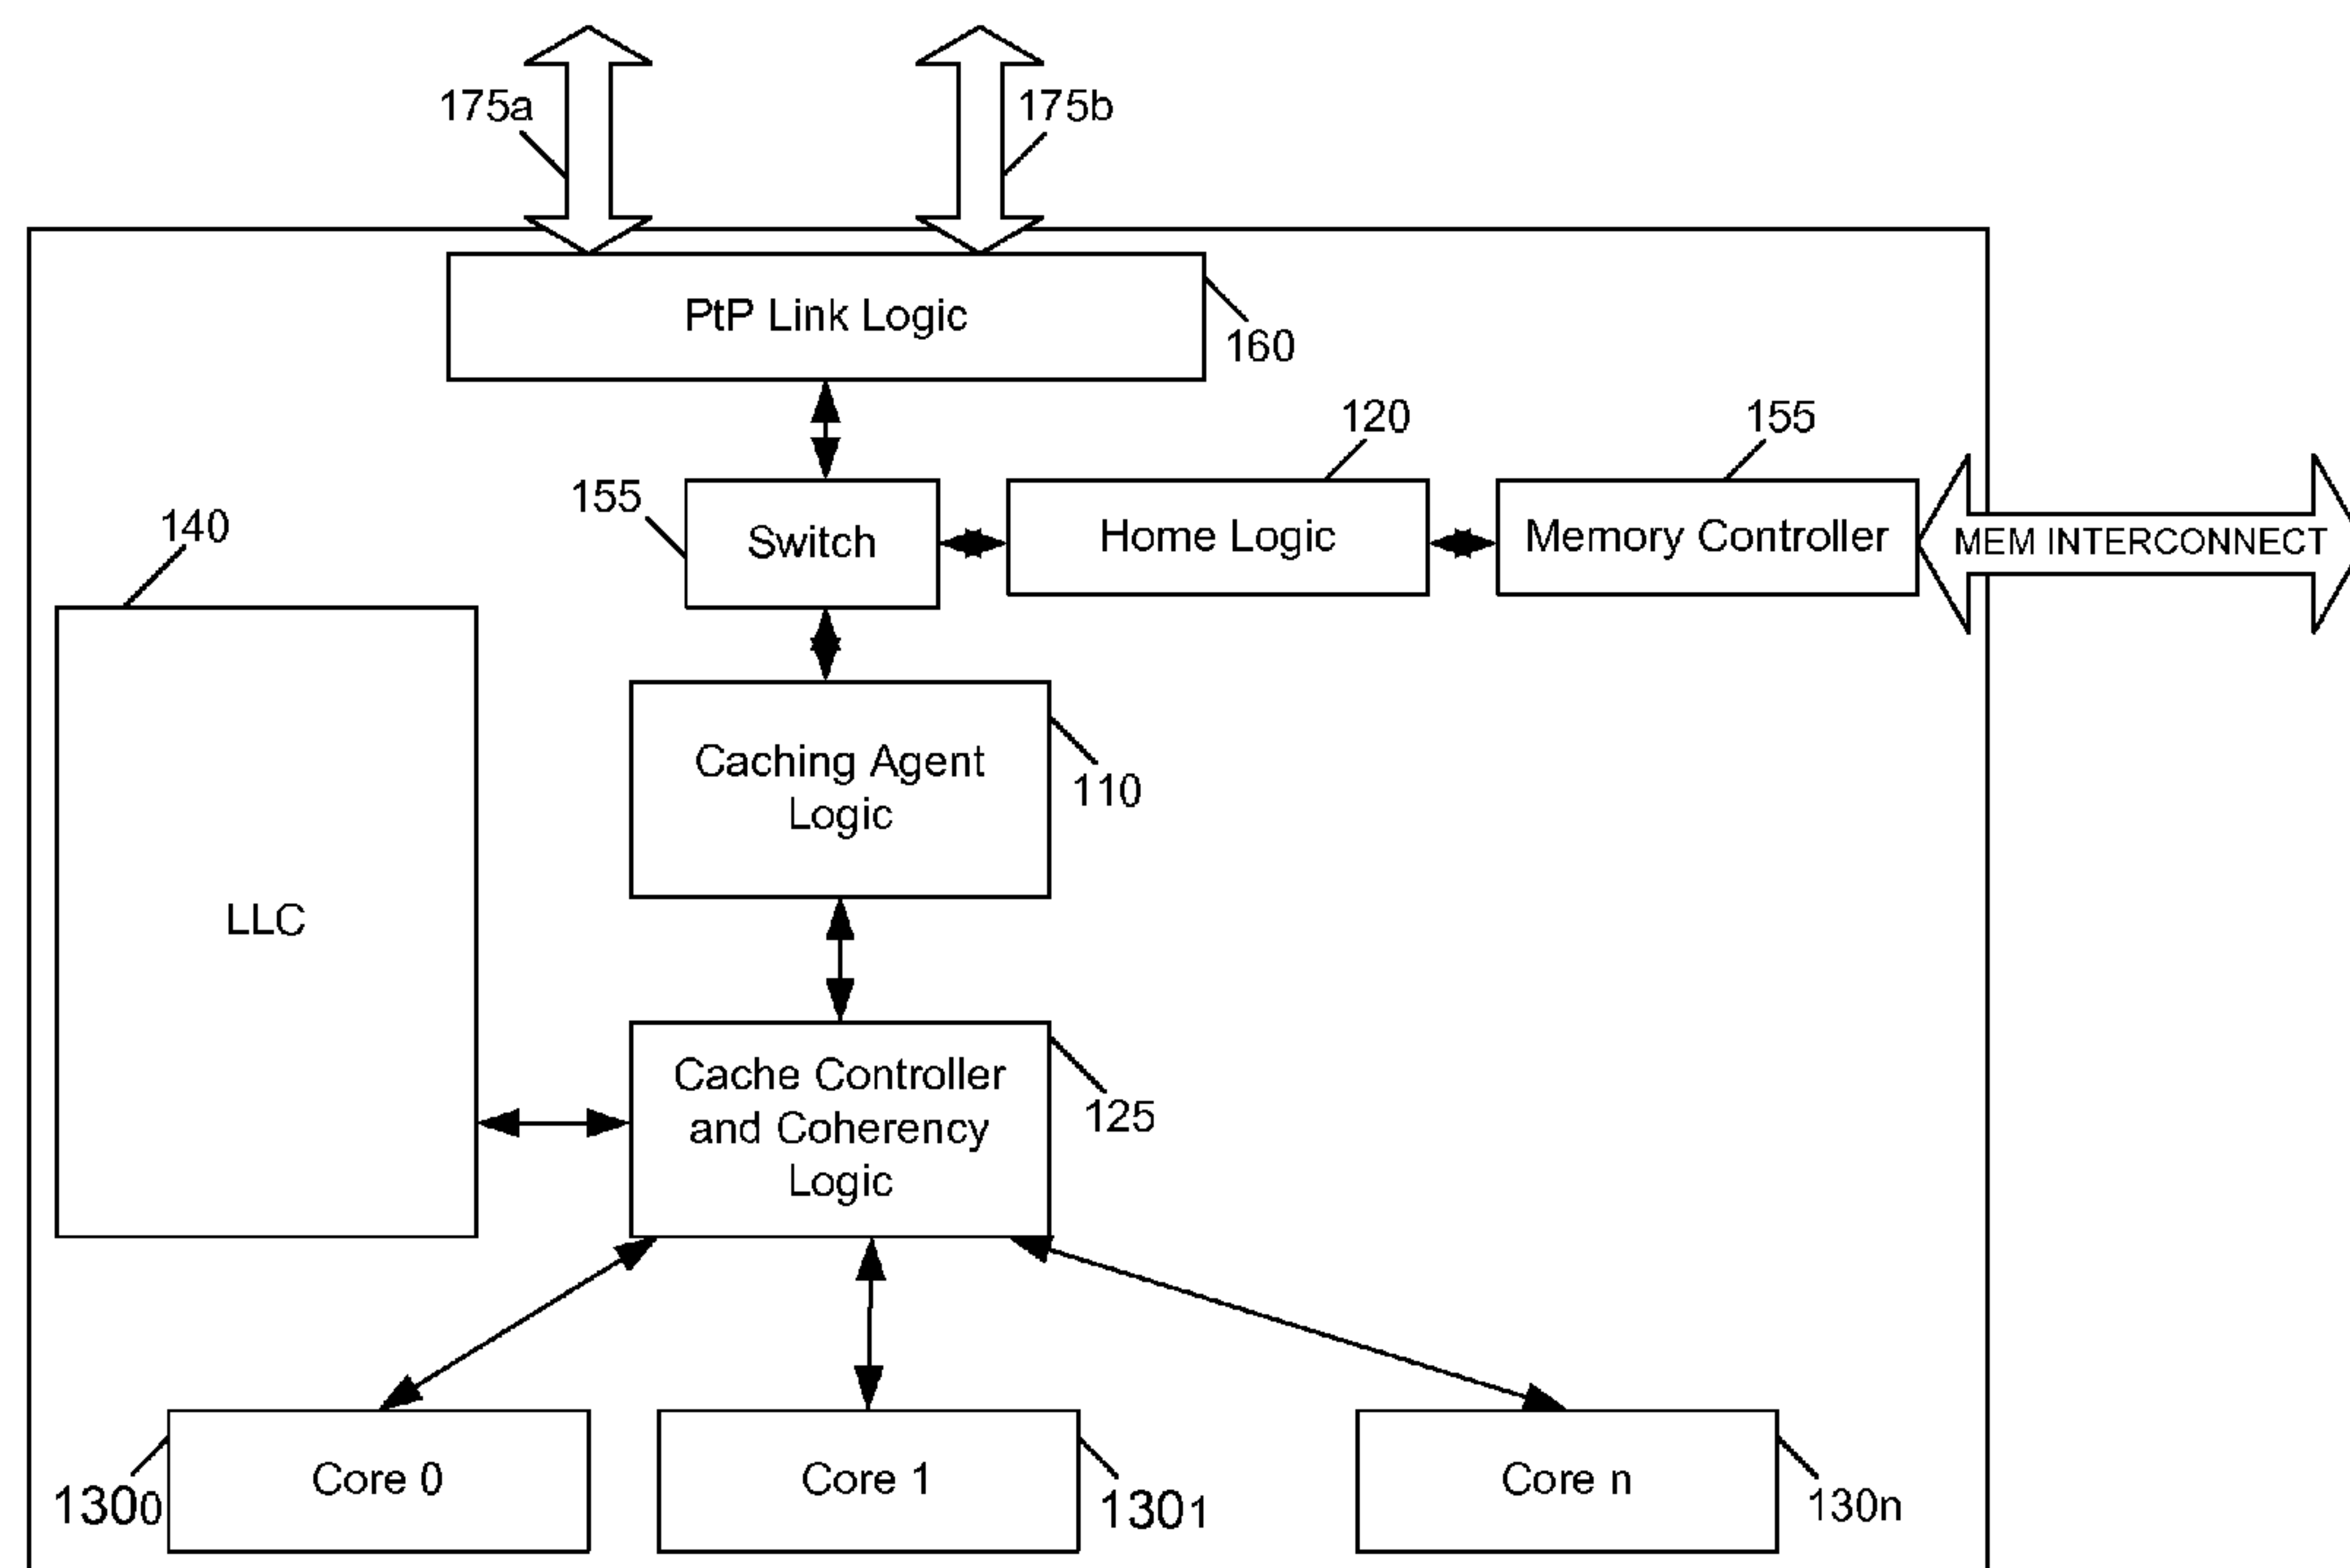 175a
175b
PtP Link Logic
160
120
155
155
Switch
Home Logic
Memory Controller
MEM INTERCONNECT
140
Caching Agent
Logic
110
LLC
Cache Controller
and Coherency
Logic
125
Core 0
Core 1
Core n
1300
1301
130n